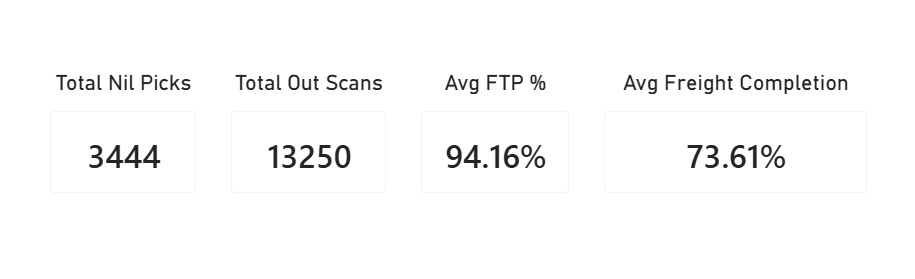 Total Nil Picks
Total Out Scans
Avg FTP %
Avg Freight Completion
3444
13250
94.16%
73.61%